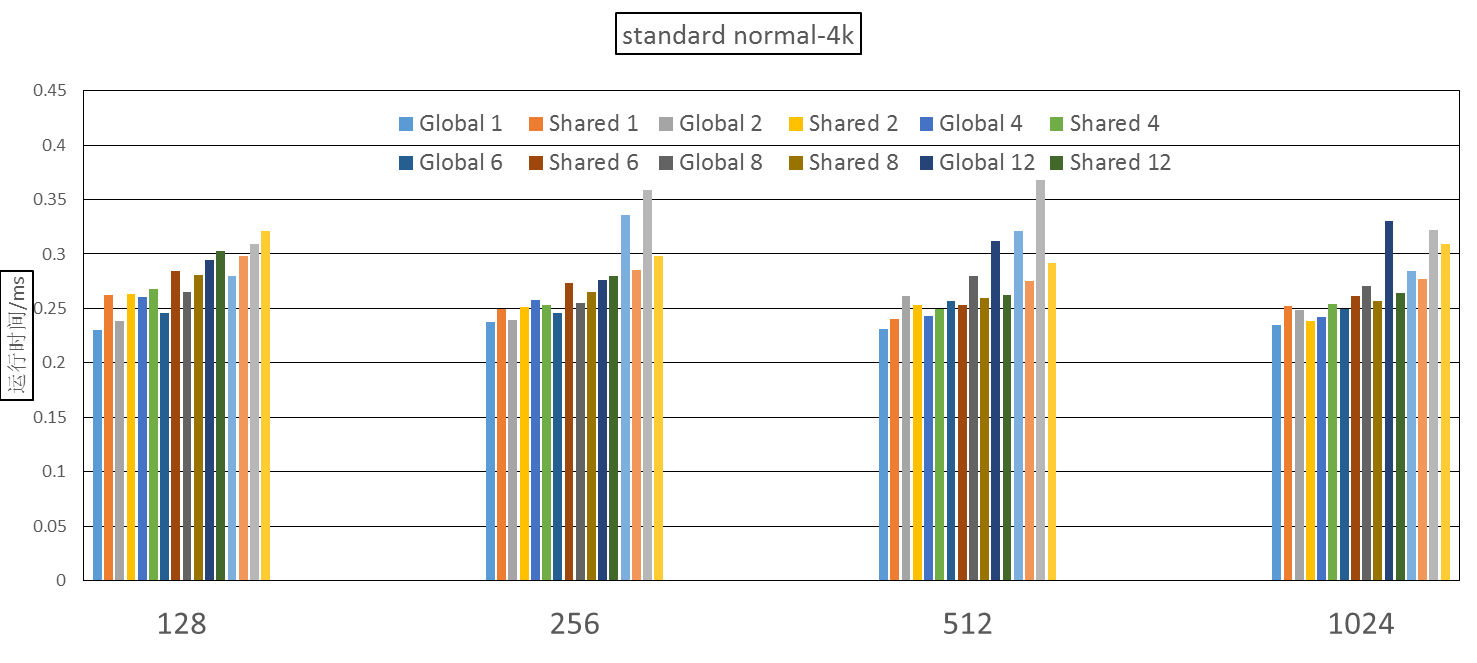 standard normal-4k
0.45
0.4
0.35
0.3
0.25
0.2
0.15
0.1
0.05
0
运行时间/ms
Global 1 Shared 1 Global 2 Shared 2 Global 4 Shared 4
Global 6 Shared 6 Global 8 Shared 8 Global 12 Shared 12
128 256 512 1024